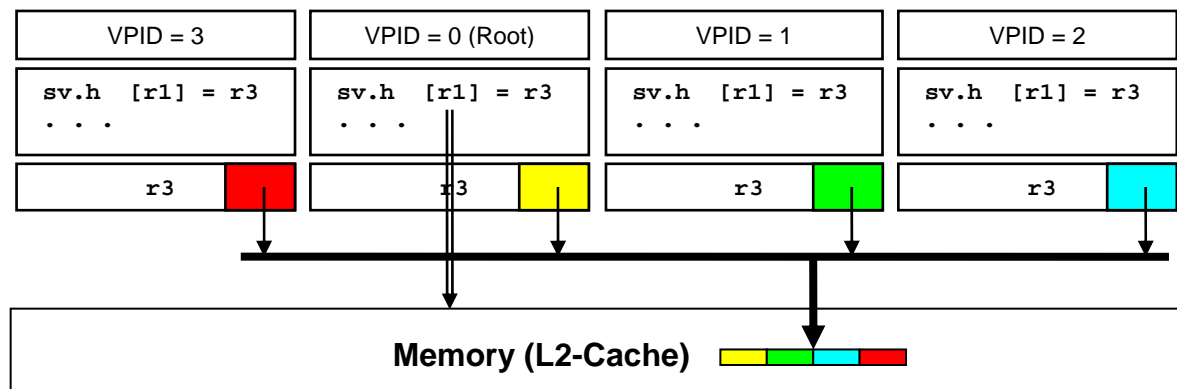 VPID = 3
VPID = 0 (Root)
VPID = 1
VPID = 2
sv.h [r1] = r3
. . .
sv.h [r1] = r3
. . .
sv.h [r1] = r3
. . .
sv.h [r1] = r3
. . .
r3
r3
r3
r3
Memory (L2-Cache)